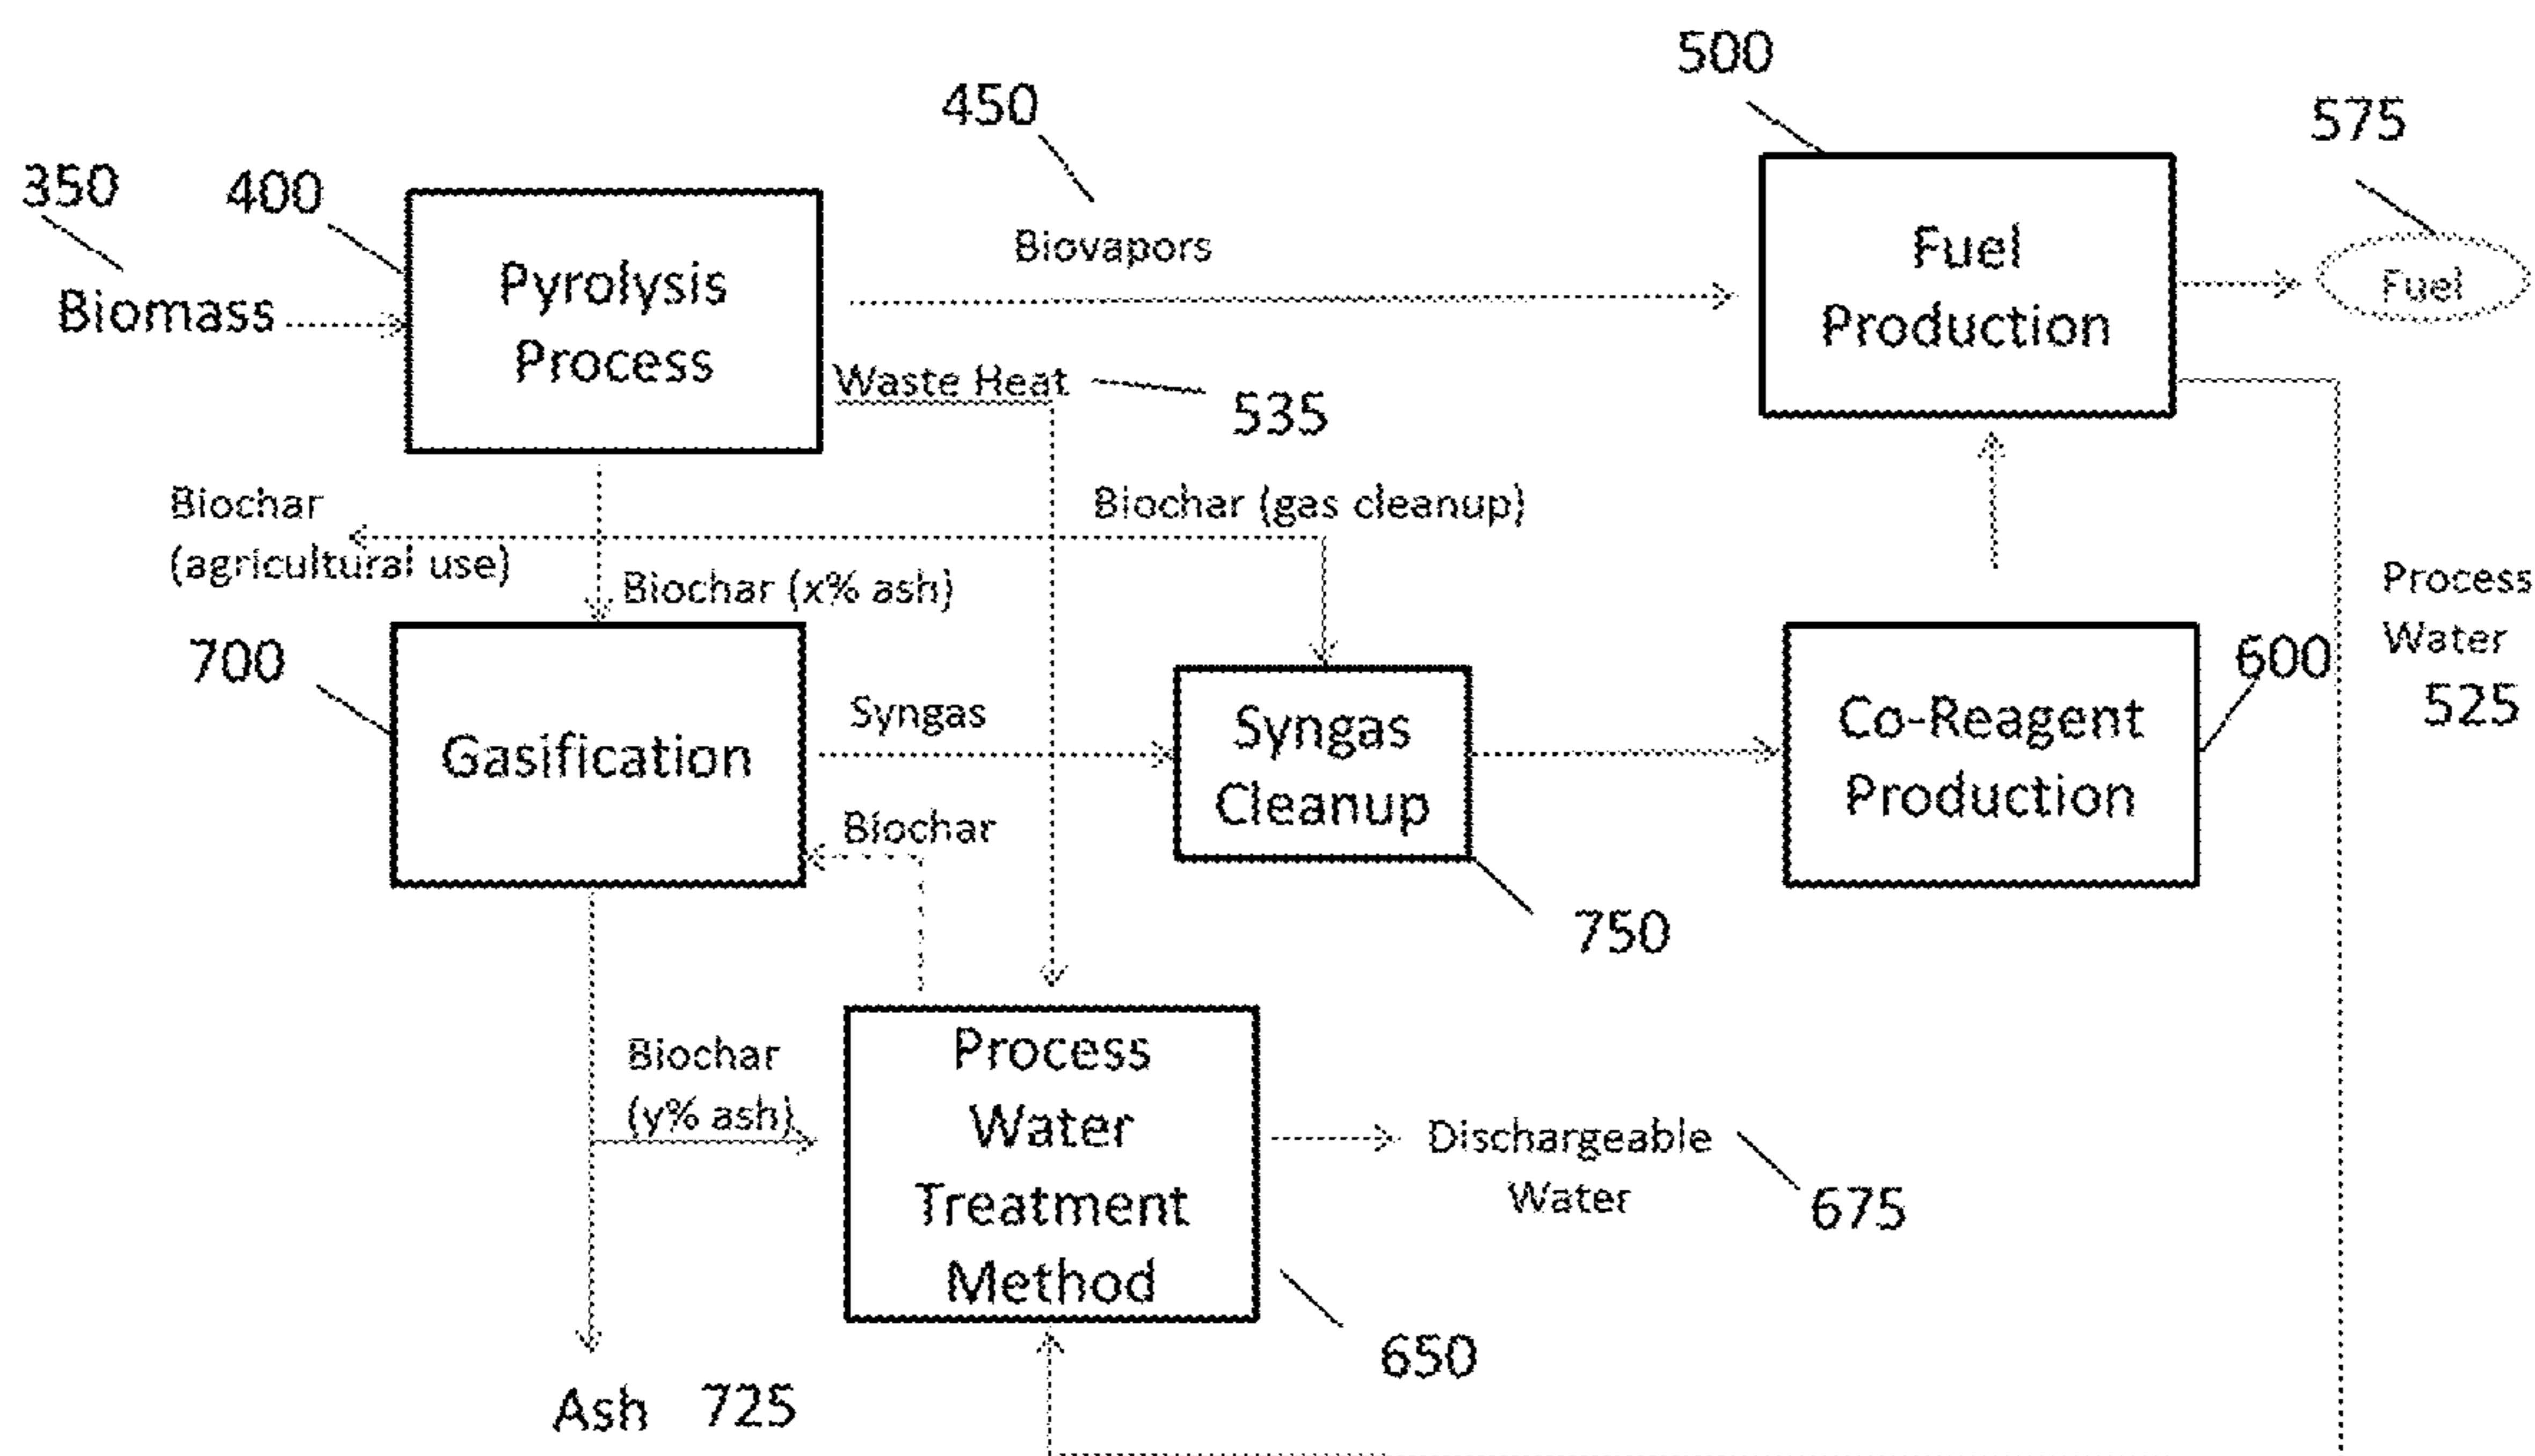 500
450
575
350
400
Biovapors
Fuel
Production
Fuel
Pyrolysis
Process
Biomass
Waste Heat
535
Biochar
(agricultural use)
Biochar (gas cleanup)
Biochar (x% ash)
Process
Water
525
700
600
Gasification
Syngas
Syngas
Cleanup
Co-Reagent
Production
Biochar
750
Biochar
(y% ash)
Process
Water
Treatment
Method
Dischargeable
Water
675
650
Ash 725